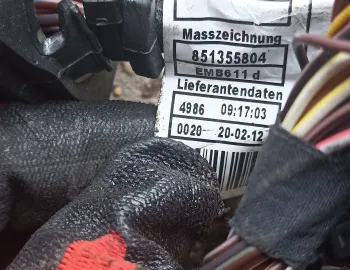 Masszeichnung
851355804
EMB611 d
Lieferantendaten
4986 09:17:03
0020 20-02-12